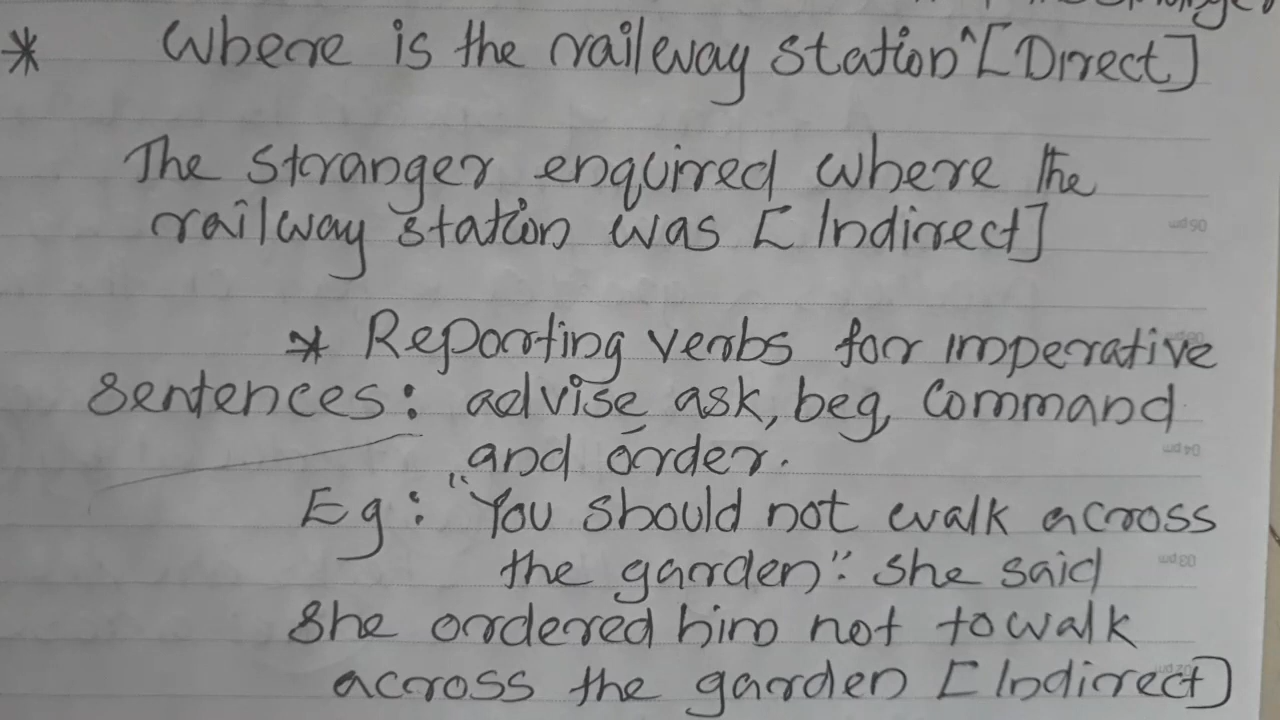 * Where is the railway station^ [Direct]
The Stranger enquired where the
railway station was [Indirect]
* Reporting verbs for imperative
Sentences: advise, ask, beg, Command
and order.
Eg: "You should not walk across
the garden". She said
She ordered him not to walk
across the garden [Indirect]